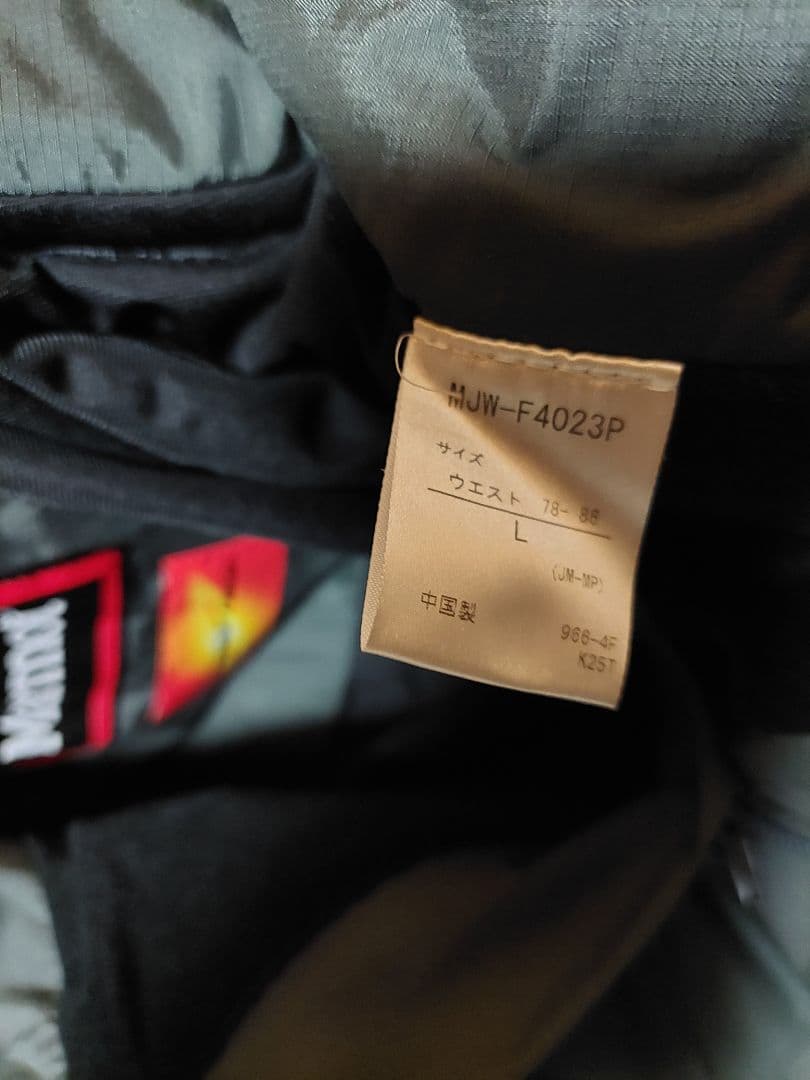 MJW-F4023P
サイズ
ウエスト 78- 86
L
(JM-MP)
中国製
966-4F
K25T
Marmot